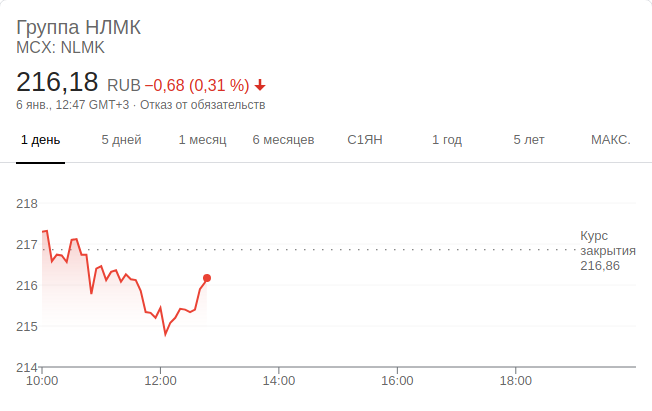 Группа НЛМК
MCX: NLMK
216,18 RUB −0,68 (0,31 %)
6 янв., 12:47 GMT+3 · Отказ от обязательств
1 день 5 дней 1 месяц 6 месяцев С1ЯН 1 год 5 лет МАКС.
218
217
216
215
214
Курс
закрытия
216,86
10:00 12:00 14:00 16:00 18:00